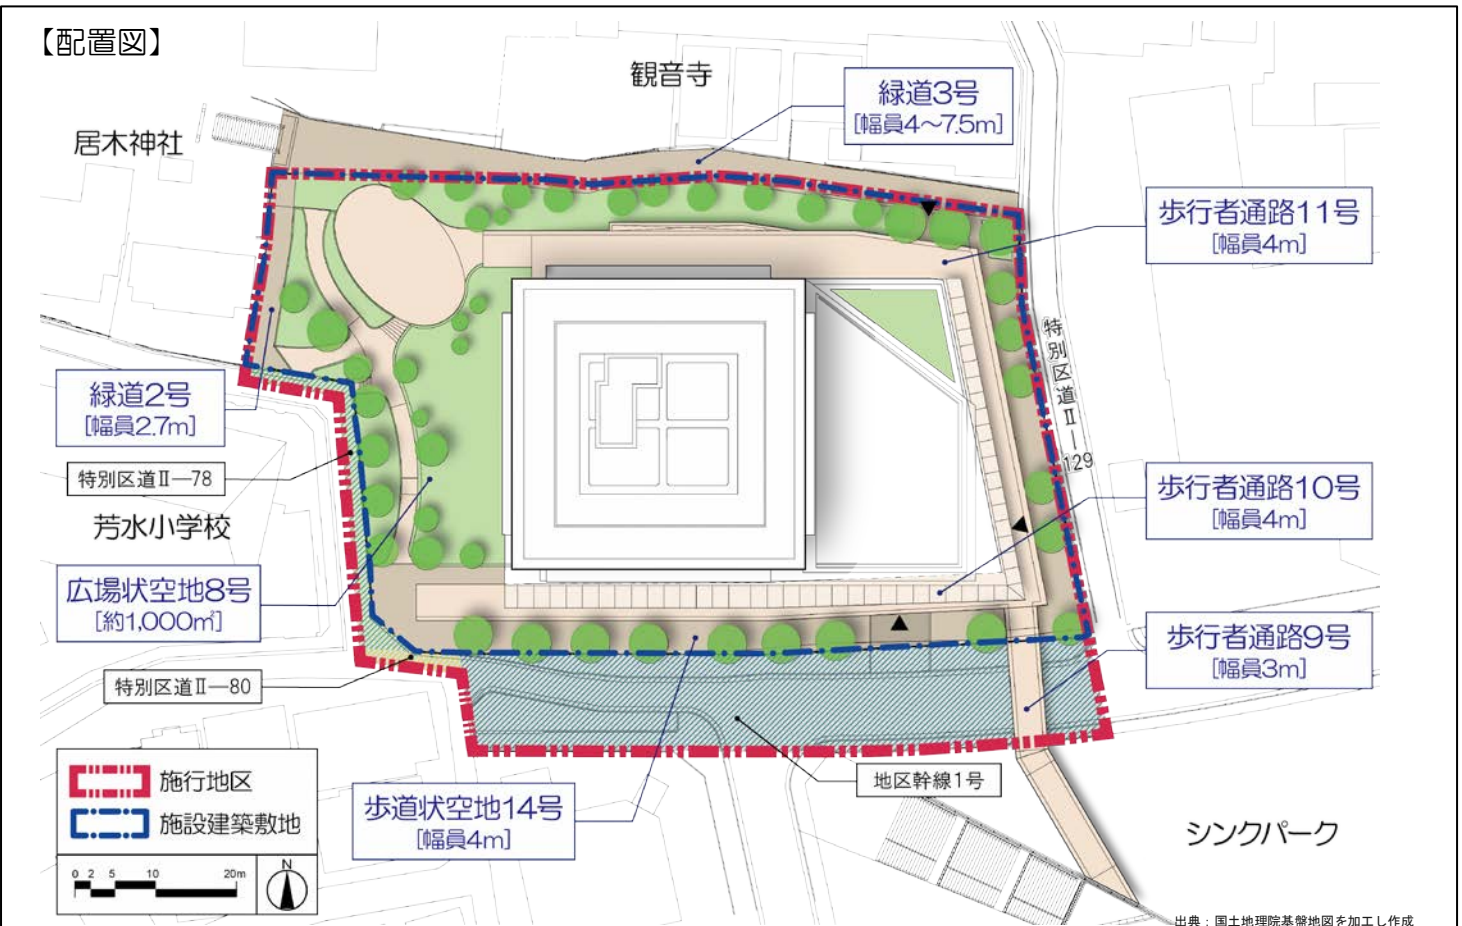 【配置図】
観音寺
緑道3号
[幅員4～7.5m]
居木神社
歩行者通路11号
[幅員4m]
特別区道Ⅱ―129
緑道2号
[幅員2.7m]
特別区道Ⅱ―78
芳水小学校
歩行者通路10号
[幅員4m]
広場状空地8号
[約1,000㎡]
歩行者通路9号
[幅員3m]
特別区道Ⅱ―80
地区幹線1号
施行地区
施設建築敷地
歩道状空地14号
[幅員4m]
シンクパーク
0 2 5 10 20m
N
出典：国土地理院基盤地図を加工し作成